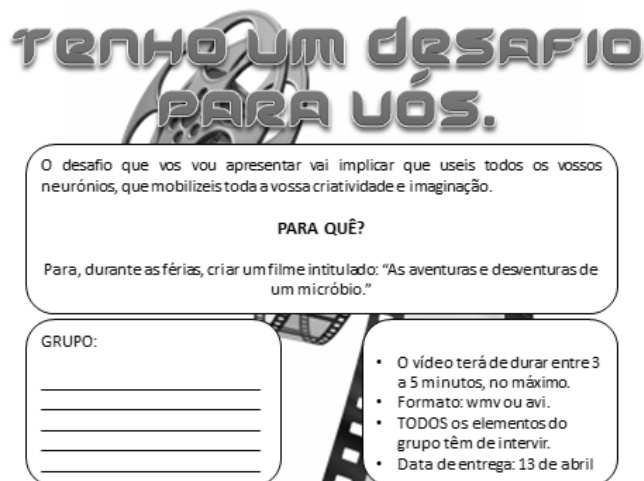 TENHO UM DESAFIO
PARA VÓS.
O desafio que vos vou apresentar vai implicar que useis todos os vossos
neurónios, que mobilizeis toda a vossa criatividade e imaginação.
PARA QUÊ?
Para, durante as férias, criar um filme intitulado: “As aventuras e desventuras de
um micróbio.”
GRUPO:
• O vídeo terá de durar entre 3
a 5 minutos, no máximo.
• Formato: wmv ou avi.
• TODOS os elementos do
grupo têm de intervir.
• Data de entrega: 13 de abril